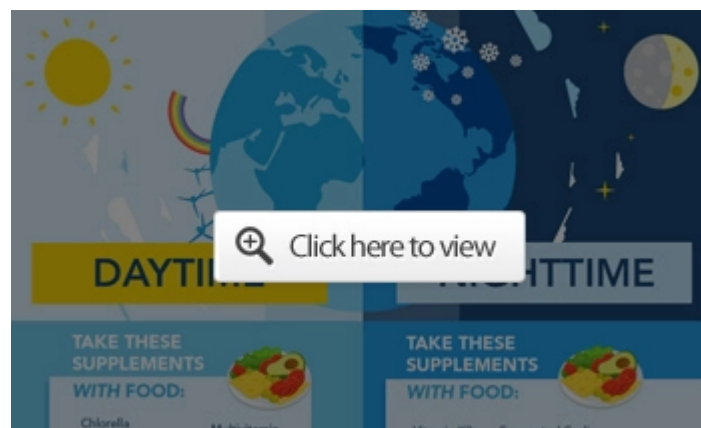 Click here to view
DAYTIME
NIGHTTIME
TAKE THESE
SUPPLEMENTS
WITH FOOD:
Chlorella
TAKE THESE
SUPPLEMENTS
WITH FOOD: